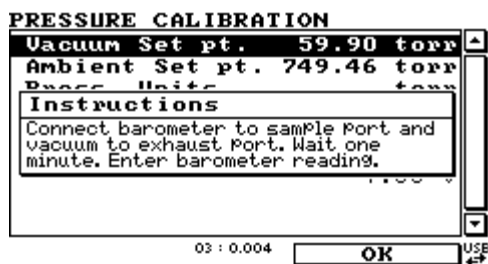 PRESSURE CALIBRATION
Vacuum Set pt. 59.90 torr
Ambient Set pt. 749.46 torr
Instructions
Connect barometer to sample port and
vacuum to exhaust port. Wait one
minute. Enter barometer reading.
03 : 0.004
OK
USB